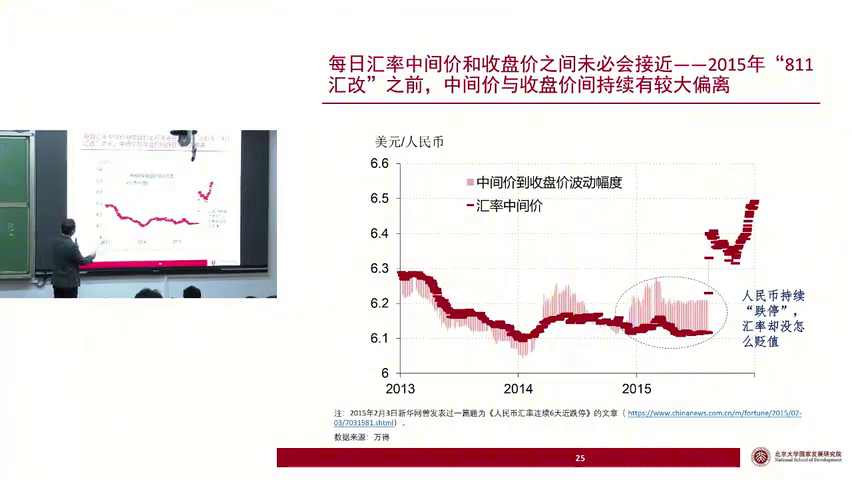 每日汇率中间价和收盘价之间未必会接近——2015年“811
汇改”之前，中间价与收盘价间持续有较大偏离
美元/人民币
6.6
6.5
6.4
6.3
6.2
6.1
6
2013
2014
2015
中间价到收盘价波动幅度
汇率中间价
人民币持续
“跌停”，
汇率却没怎
么贬值
注：2015年2月3日新华网曾发表过一篇题为《人民币汇率连续6天近跌停》的文章（https://www.chinanews.com.cn/m/fortune/2015/02-
03/7031581.shtml）。
数据来源：万得
25
北京大学国家发展研究院
National School of Development